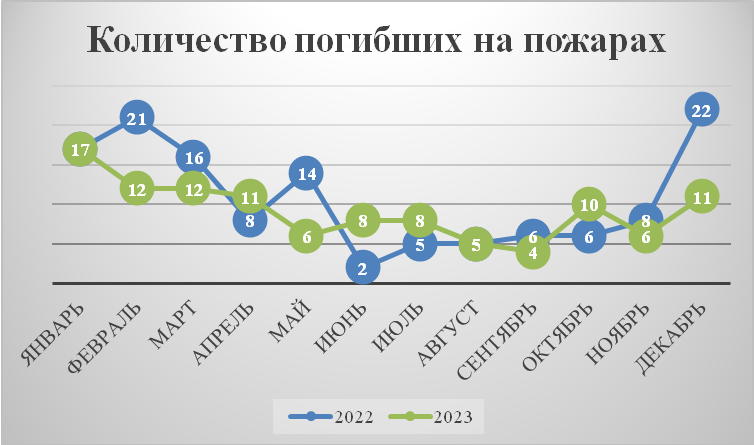 Количество погибших на пожарах
22
21
17
16
14
12
12
11
11
8
8
8
8
10
6
2
5
5
6
4
6
6
ЯНВАРЬ
ФЕВРАЛЬ
МАРТ
АПРЕЛЬ
МАЙ
ИЮНЬ
ИЮЛЬ
АВГУСТ
СЕНТЯБРЬ
ОКТЯБРЬ
НОЯБРЬ
ДЕКАБРЬ
2022
2023